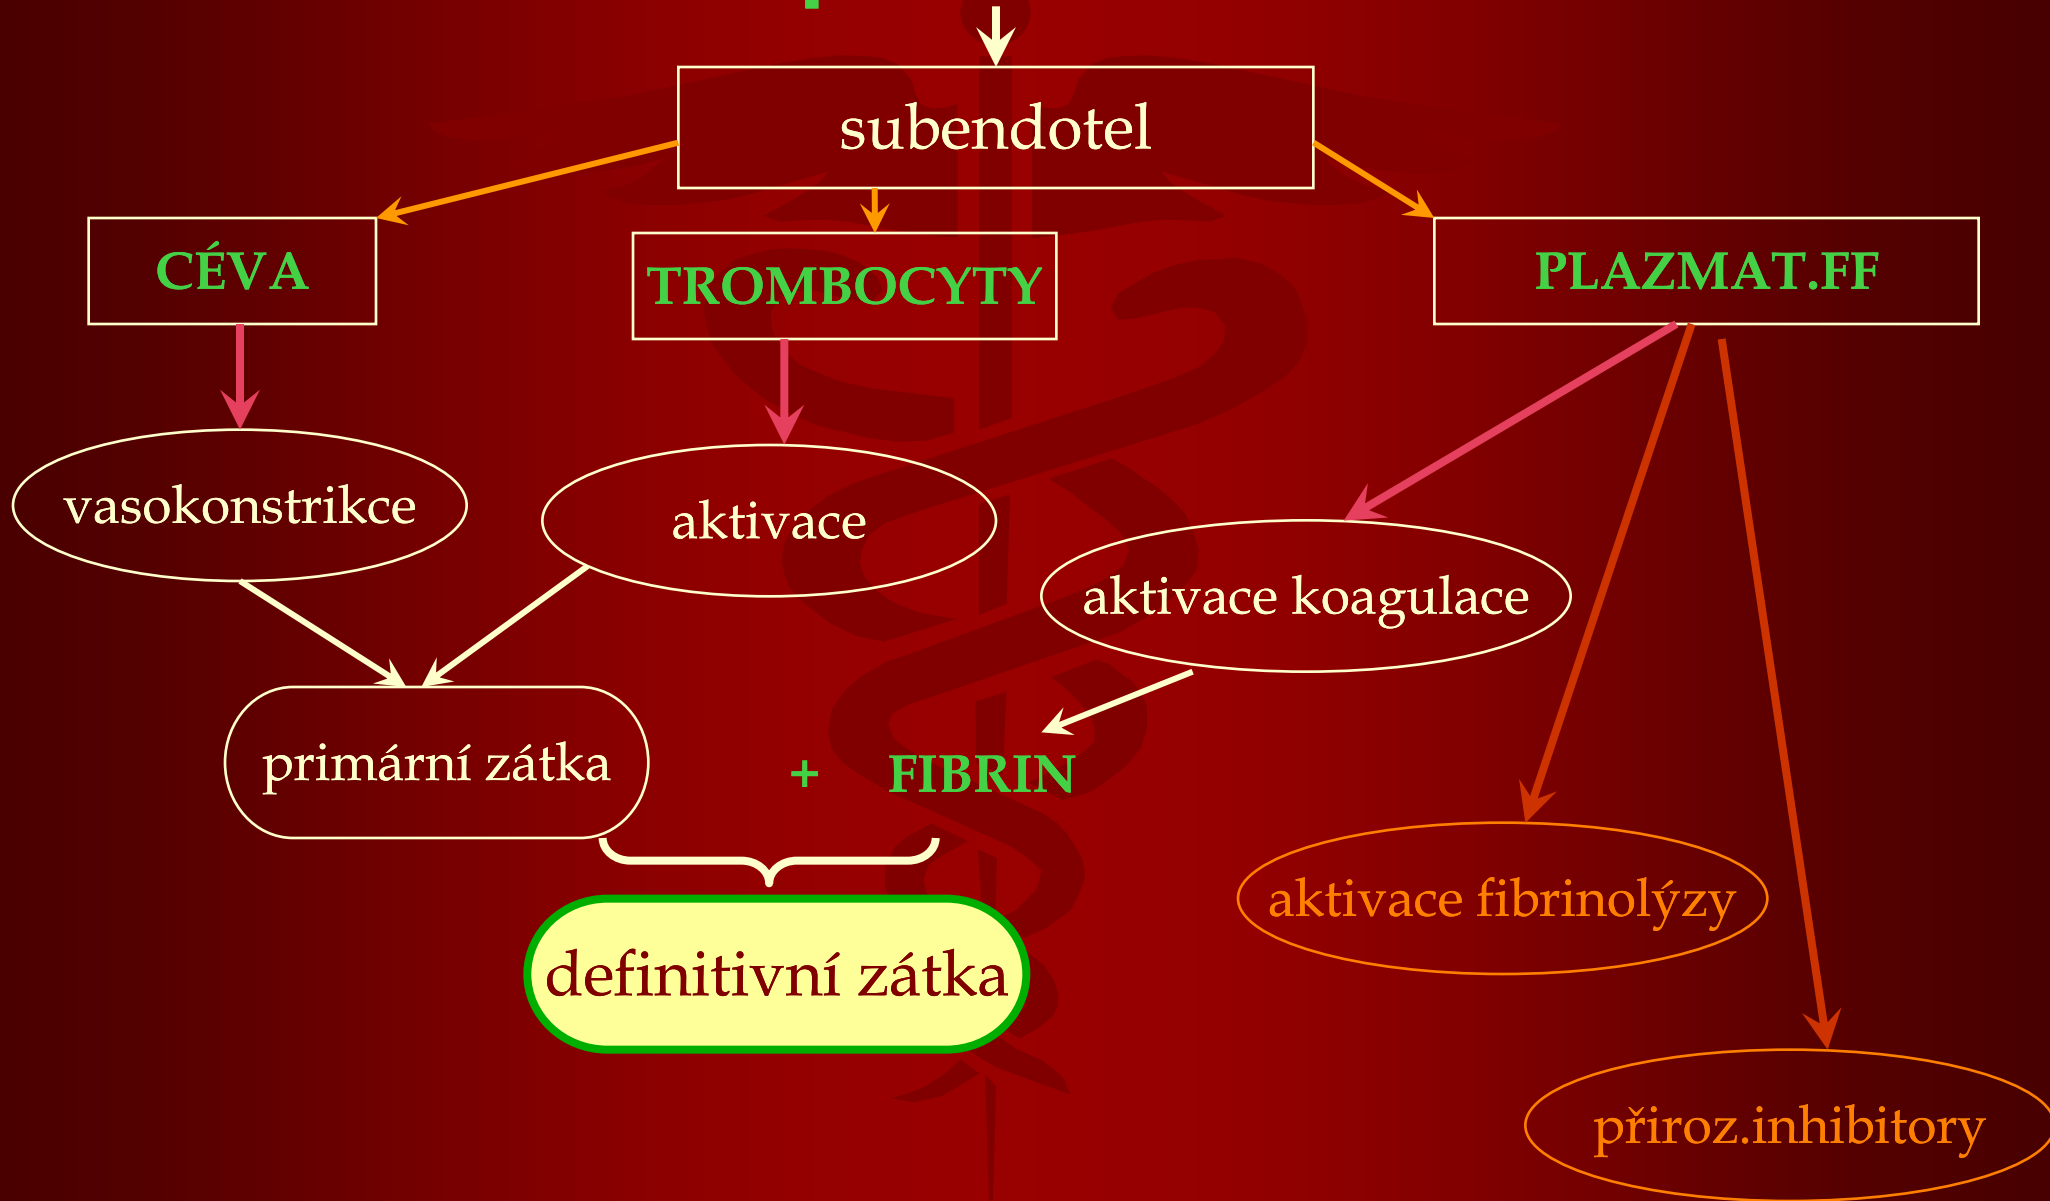 subendotel
CÉVA
TROMBOCYTY
PLAZMAT.FF
vasokonstrikce
aktivace
aktivace koagulace
primární zátka
+ FIBRIN
aktivace fibrinolýzy
definitivní zátka
přiroz.inhibitory